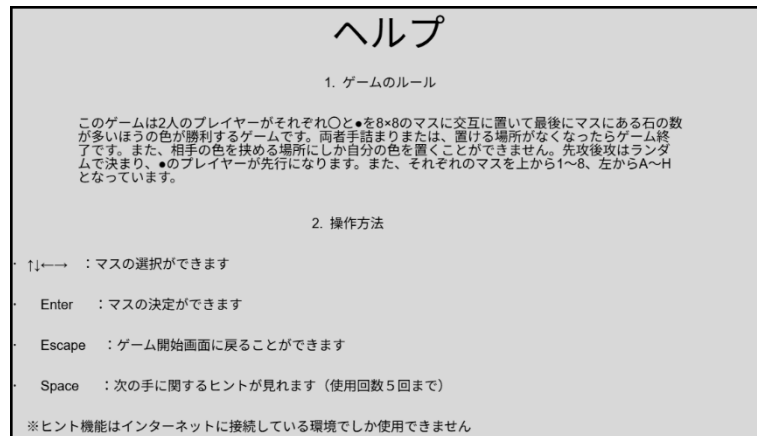 ヘルプ
1. ゲームのルール
このゲームは2人のプレイヤーがそれぞれ〇と●を8×8のマスに交互に置いて最後にマスにある石の数
が多いほうの色が勝利するゲームです。両者手詰まりまたは、置ける場所がなくなったらゲーム終
了です。また、相手の色を挟める場所にしか自分の色を置くことができません。先攻後攻はランダ
ムで決まり、●のプレイヤーが先行になります。また、それぞれのマスを上から1～8、左からA～H
となっています。
2. 操作方法
・ ↑↓←→ ：マスの選択ができます
・ Enter ：マスの決定ができます
・ Escape ：ゲーム開始画面に戻ることができます
・ Space ：次の手に関するヒントが見れます（使用回数５回まで）
※ヒント機能はインターネットに接続している環境でしか使用できません